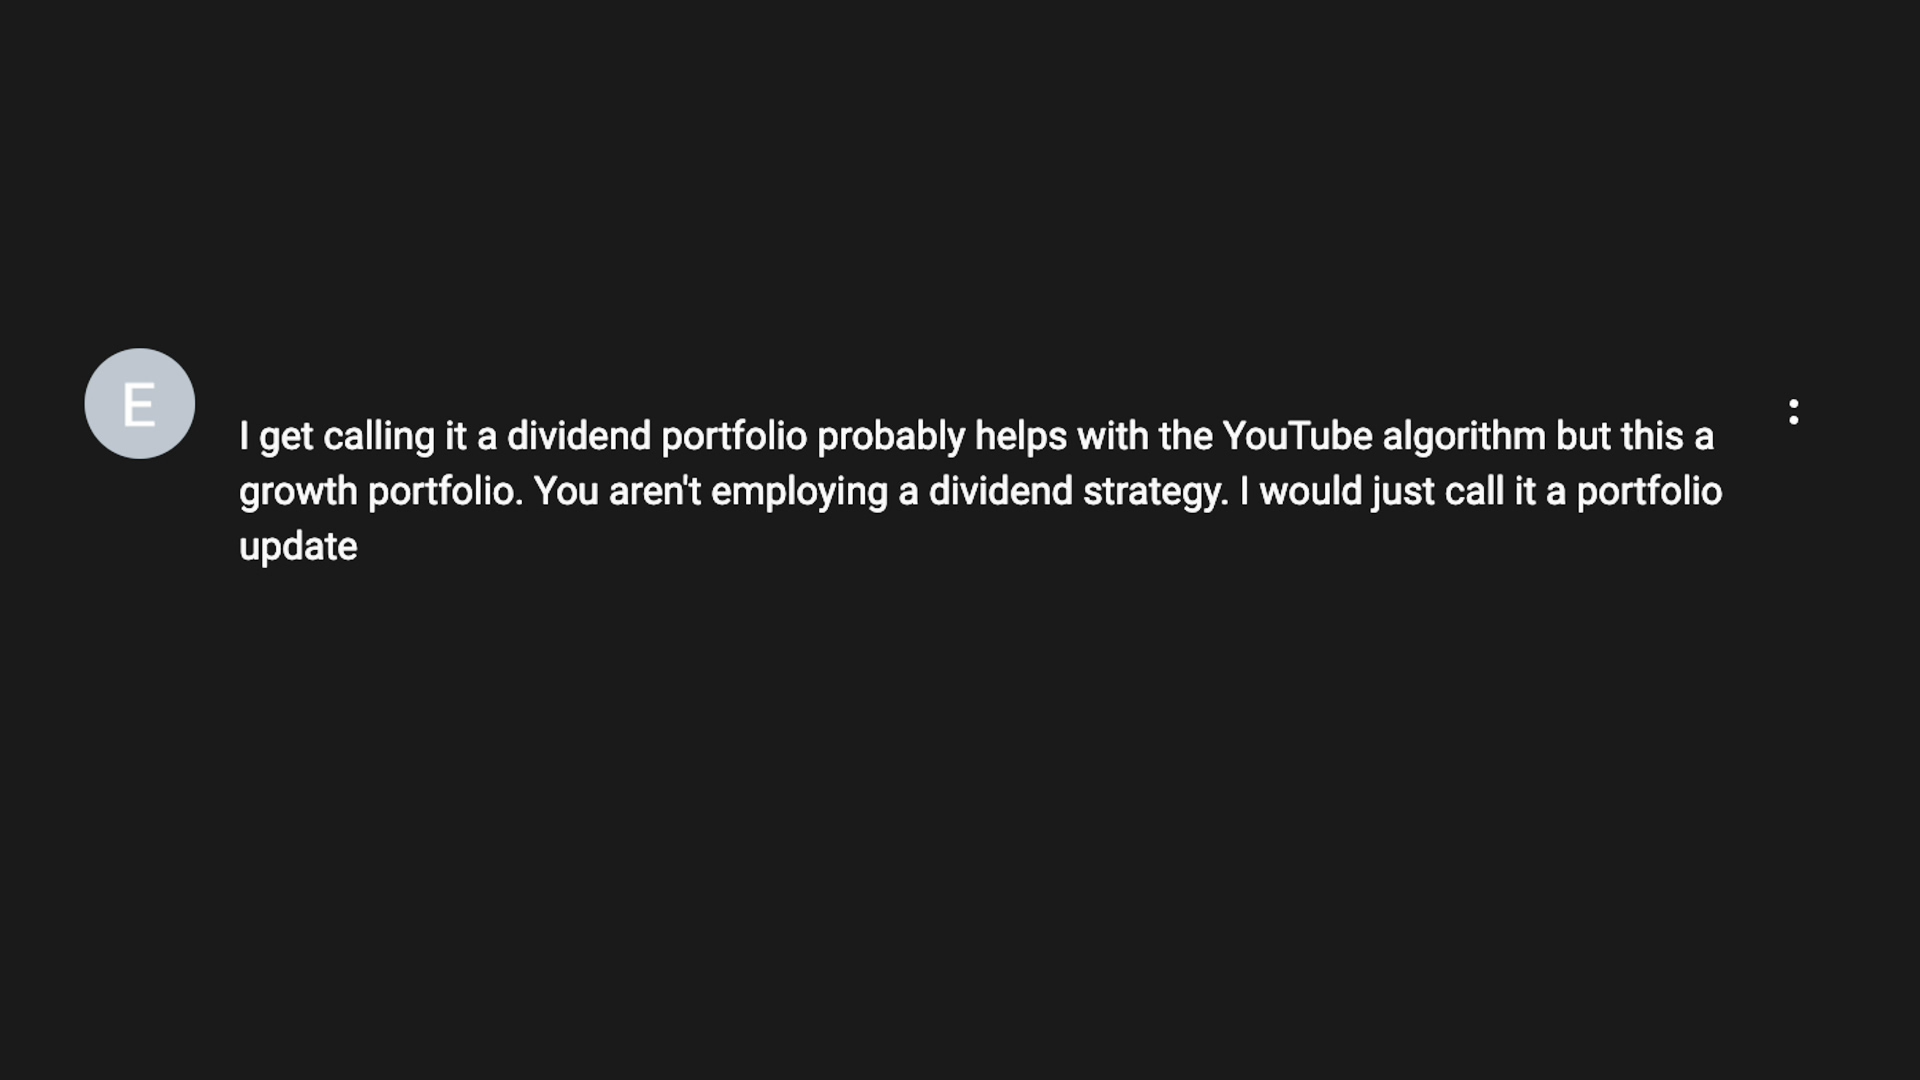 E
I get calling it a dividend portfolio probably helps with the YouTube algorithm but this a
growth portfolio. You aren't employing a dividend strategy. I would just call it a portfolio
update